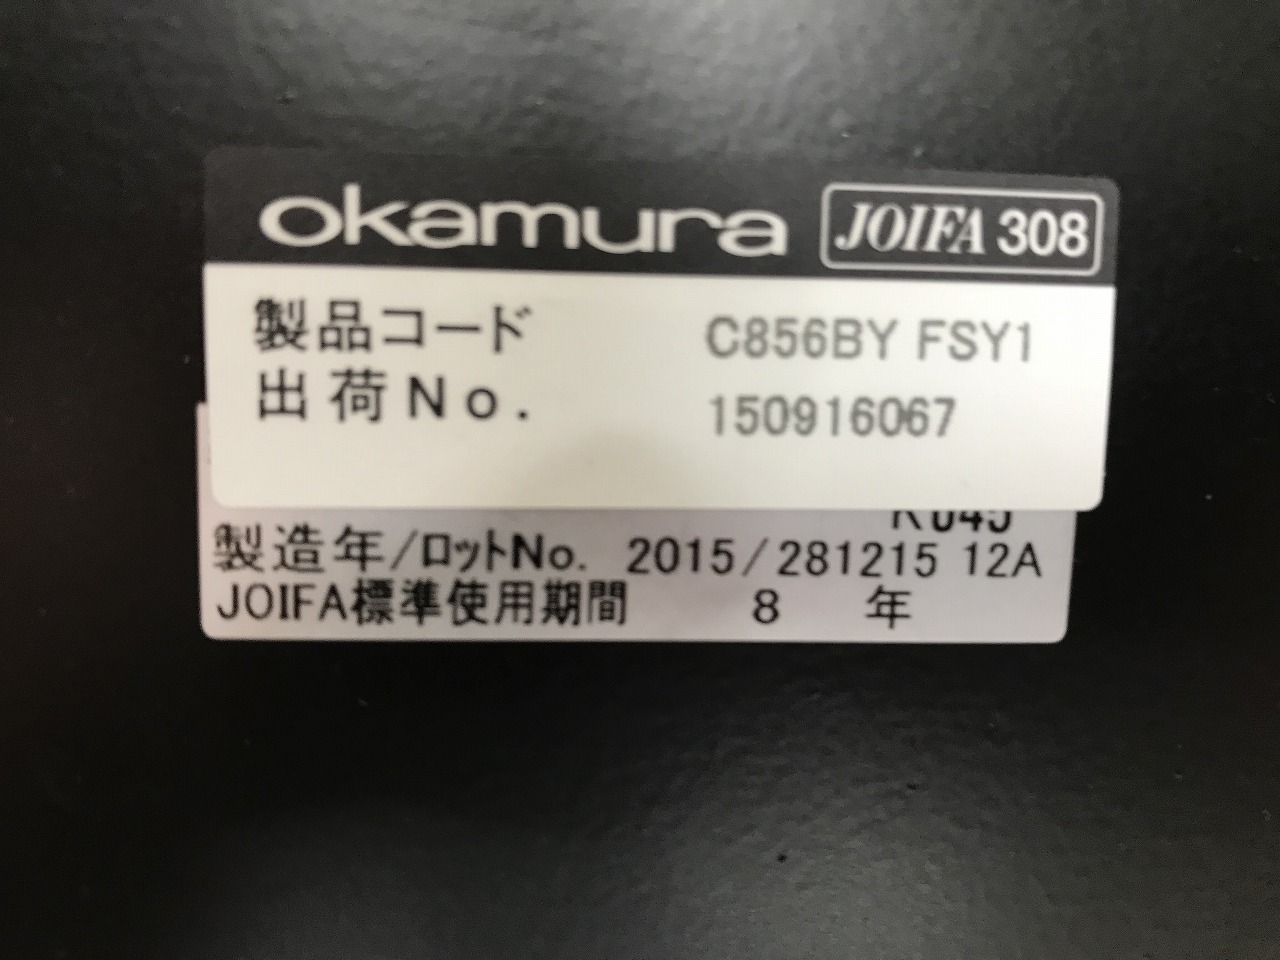 okamura JOIFA 308
製品コード C856BY FSY1
出荷No. 150916067
製造年/ロットNo. 2015/281215 12A
JOIFA標準使用期間 8 年